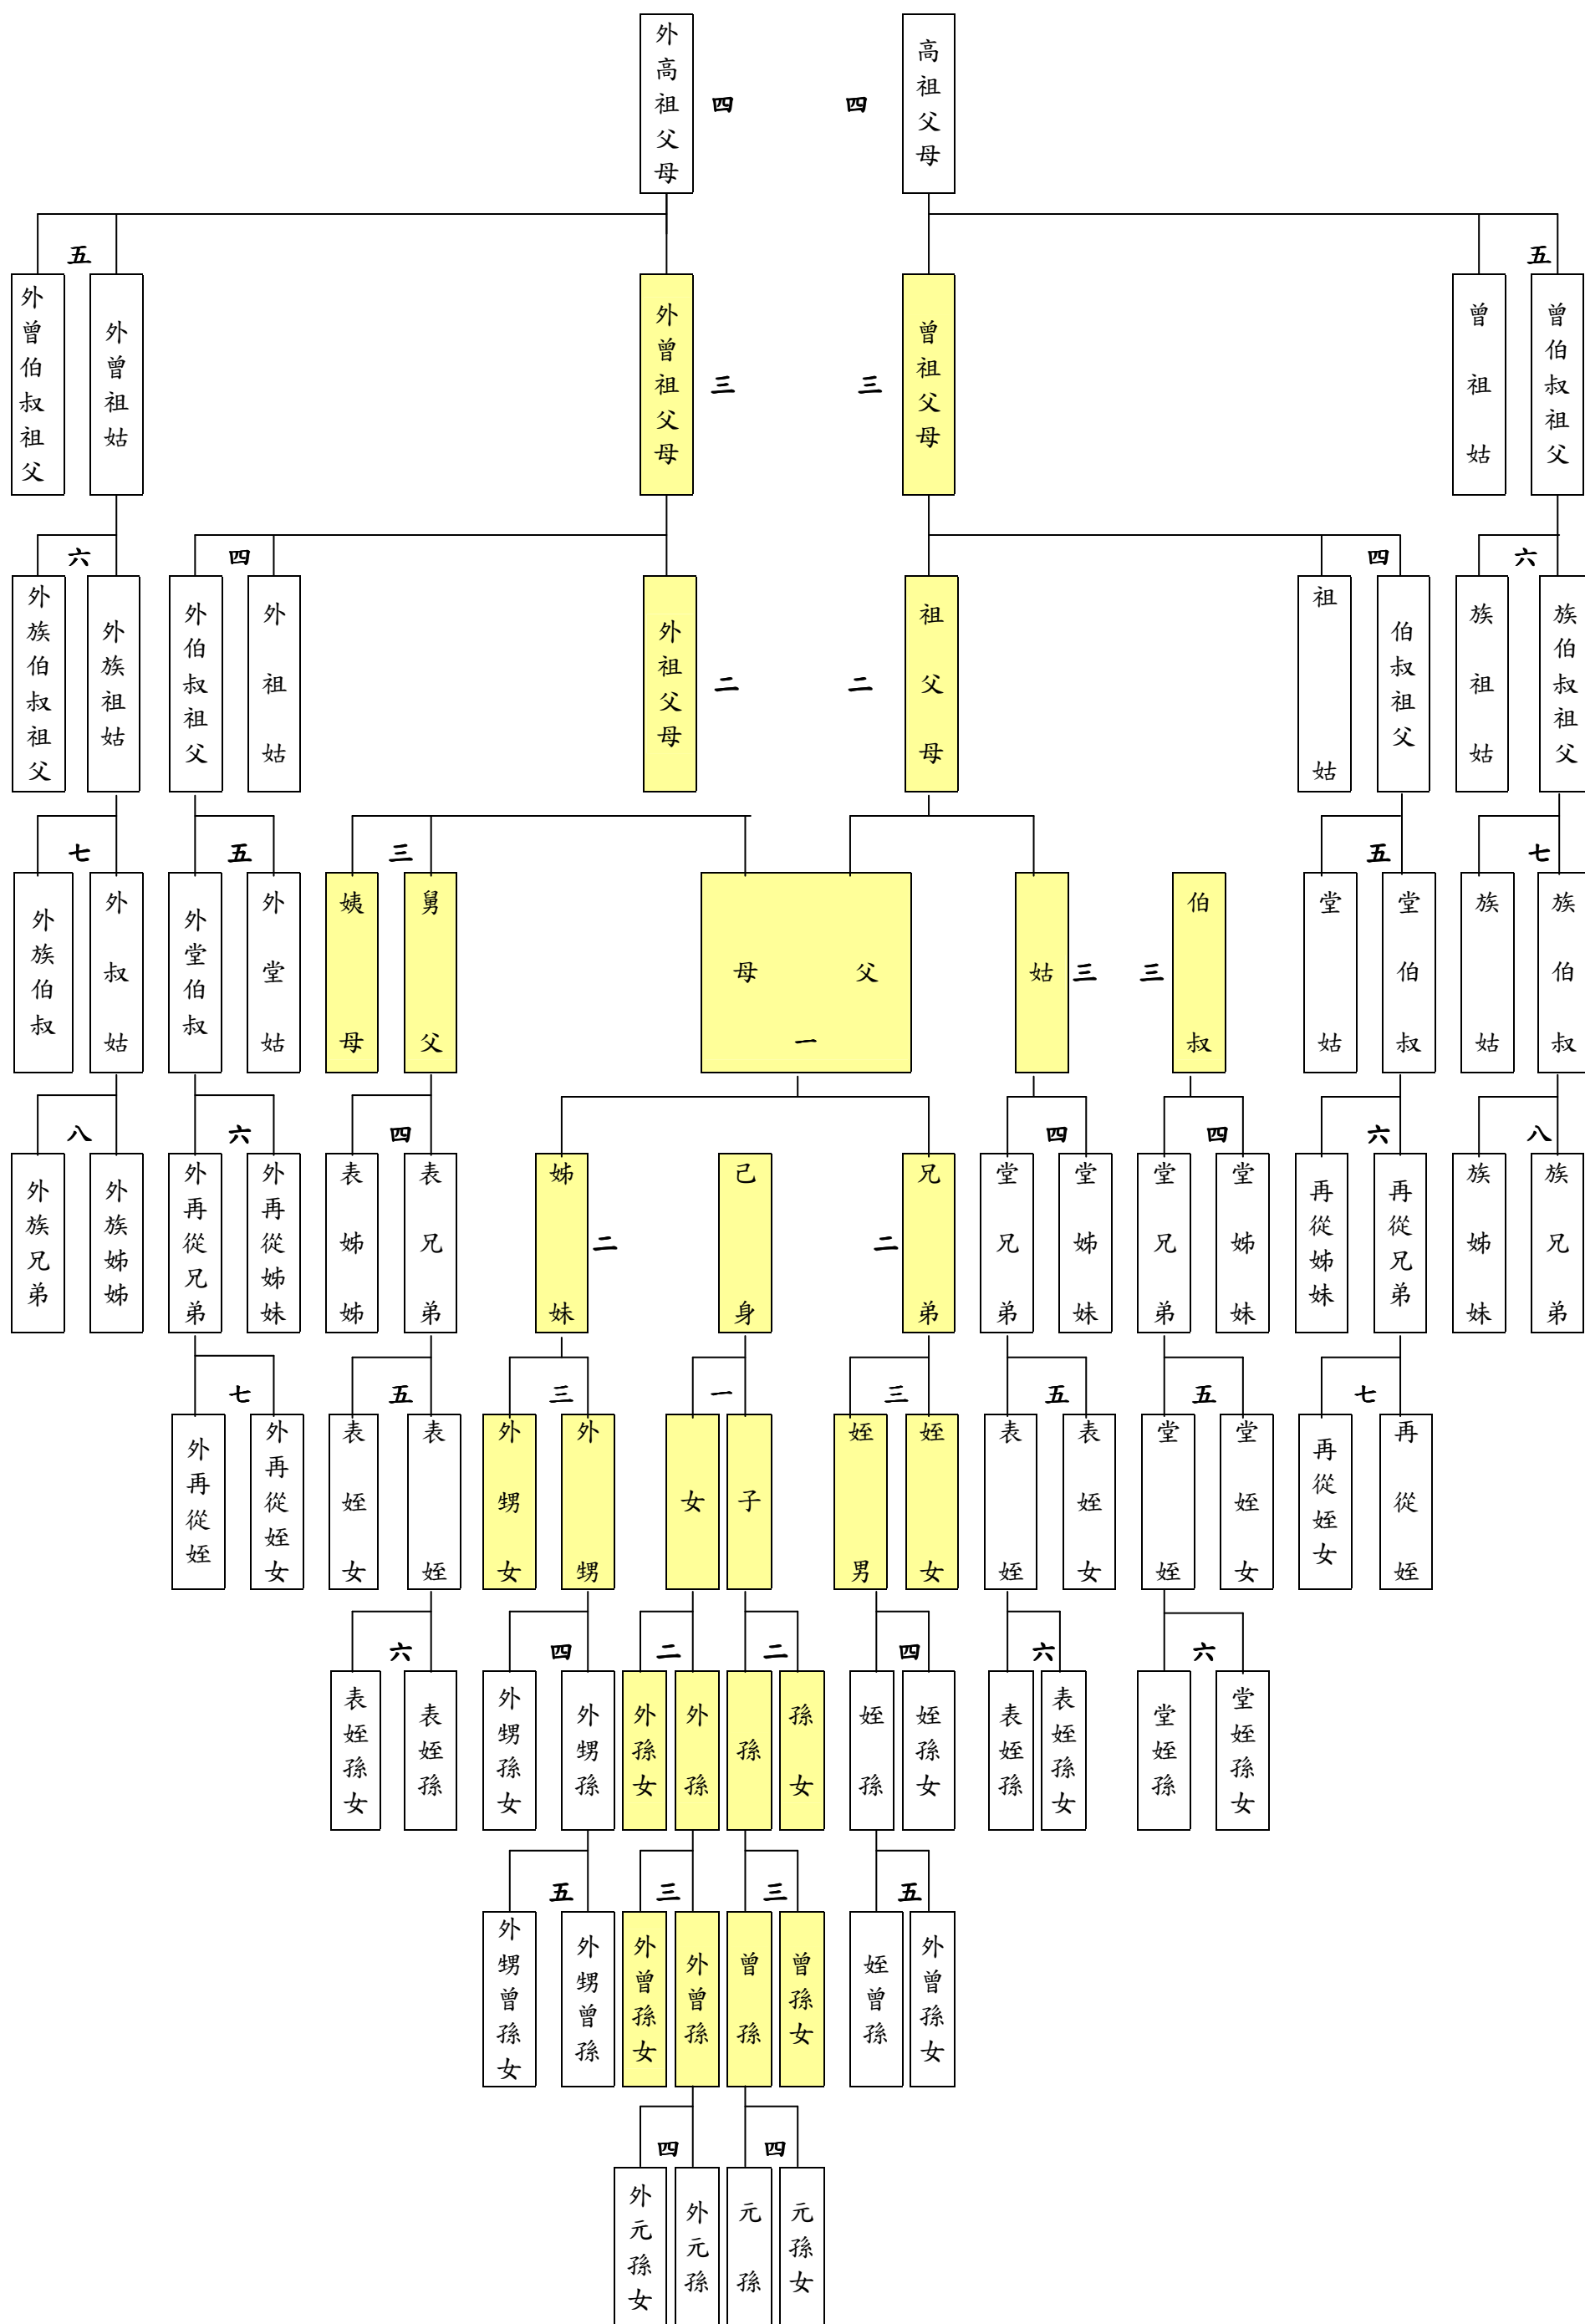 外高祖父母
四
四
高祖父母
五
五
外曾伯叔祖父
外曾祖姑
外曾祖父母
三
三
曾祖父母
曾祖姑
曾伯叔祖父
六
四
四
六
外族伯叔祖父
外族祖姑
外伯叔祖父
外祖姑
外祖父母
二
二
祖父母
祖姑
伯叔祖父
族祖姑
族伯叔祖父
七
五
三
五
七
外族伯叔
外叔姑
外堂伯叔
外堂姑
姨母
舅父
母
父
一
姑
三
三
伯叔
堂姑
堂伯叔
族姑
族伯叔
八
六
四
四
四
六
八
外族兄弟
外族姊姊
外再從兄弟
外再從姊妹
表姊姊
表兄弟
姊妹
二
己身
二
兄弟
堂兄弟
堂姊妹
堂兄弟
堂姊妹
再從姊妹
再從兄弟
族姊妹
族兄弟
七
五
三
一
三
五
五
七
外再從姪
外再從姪女
表姪女
表姪
外甥女
外甥
女
子
姪男
姪女
表姪
表姪女
堂姪
堂姪女
再從姪女
再從姪
六
四
二
二
四
六
六
表姪孫女
表姪孫
外甥孫女
外甥孫
外孫女
外孫
孫
孫女
姪孫
姪孫女
表姪孫
表姪孫女
堂姪孫
堂姪孫女
五
三
三
五
外甥曾孫女
外甥曾孫
外曾孫女
外曾孫
曾孫
曾孫女
姪曾孫
外曾孫女
四
四
外元孫女
外元孫
元孫
元孫女